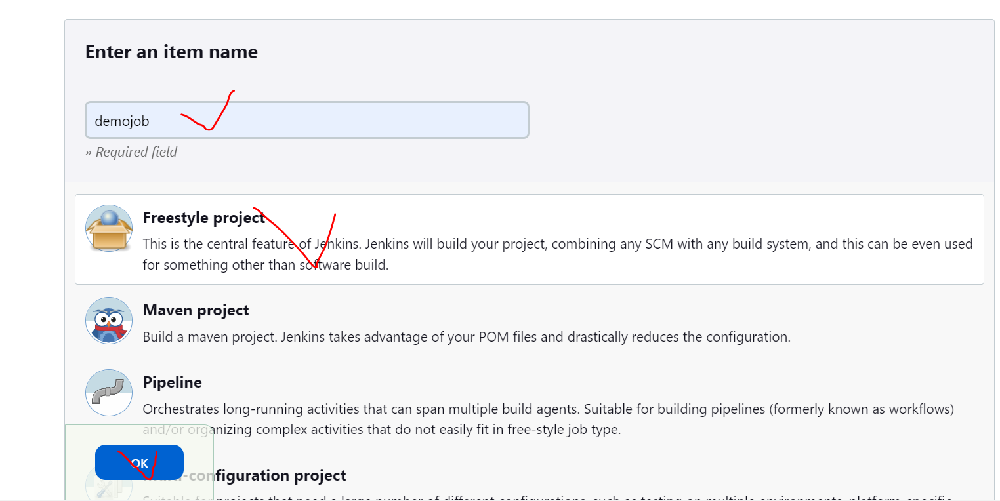 Enter an item name
demojob
» Required field
Freestyle project
This is the central feature of Jenkins. Jenkins will build your project, combining any SCM with any build system, and this can be even used
for something other than software build.
Maven project
Build a maven project. Jenkins takes advantage of your POM files and drastically reduces the configuration.
Pipeline
Orchestrates long-running activities that can span multiple build agents. Suitable for building pipelines (formerly known as workflows)
and/or organizing complex activities that do not easily fit in free-style job type.
OK
-configuration project
Suitable for projects that need a large number of different configurations, such as testing on multiple environments, platform-specific